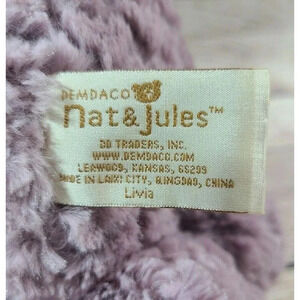 DEMDACO
nat&jules™
DD TRADERS, INC.
WWW.DEMDACO.COM
LEAWOOD, KANSAS, 66209
MADE IN LAIXI CITY, QINGDAO, CHINA
Livia